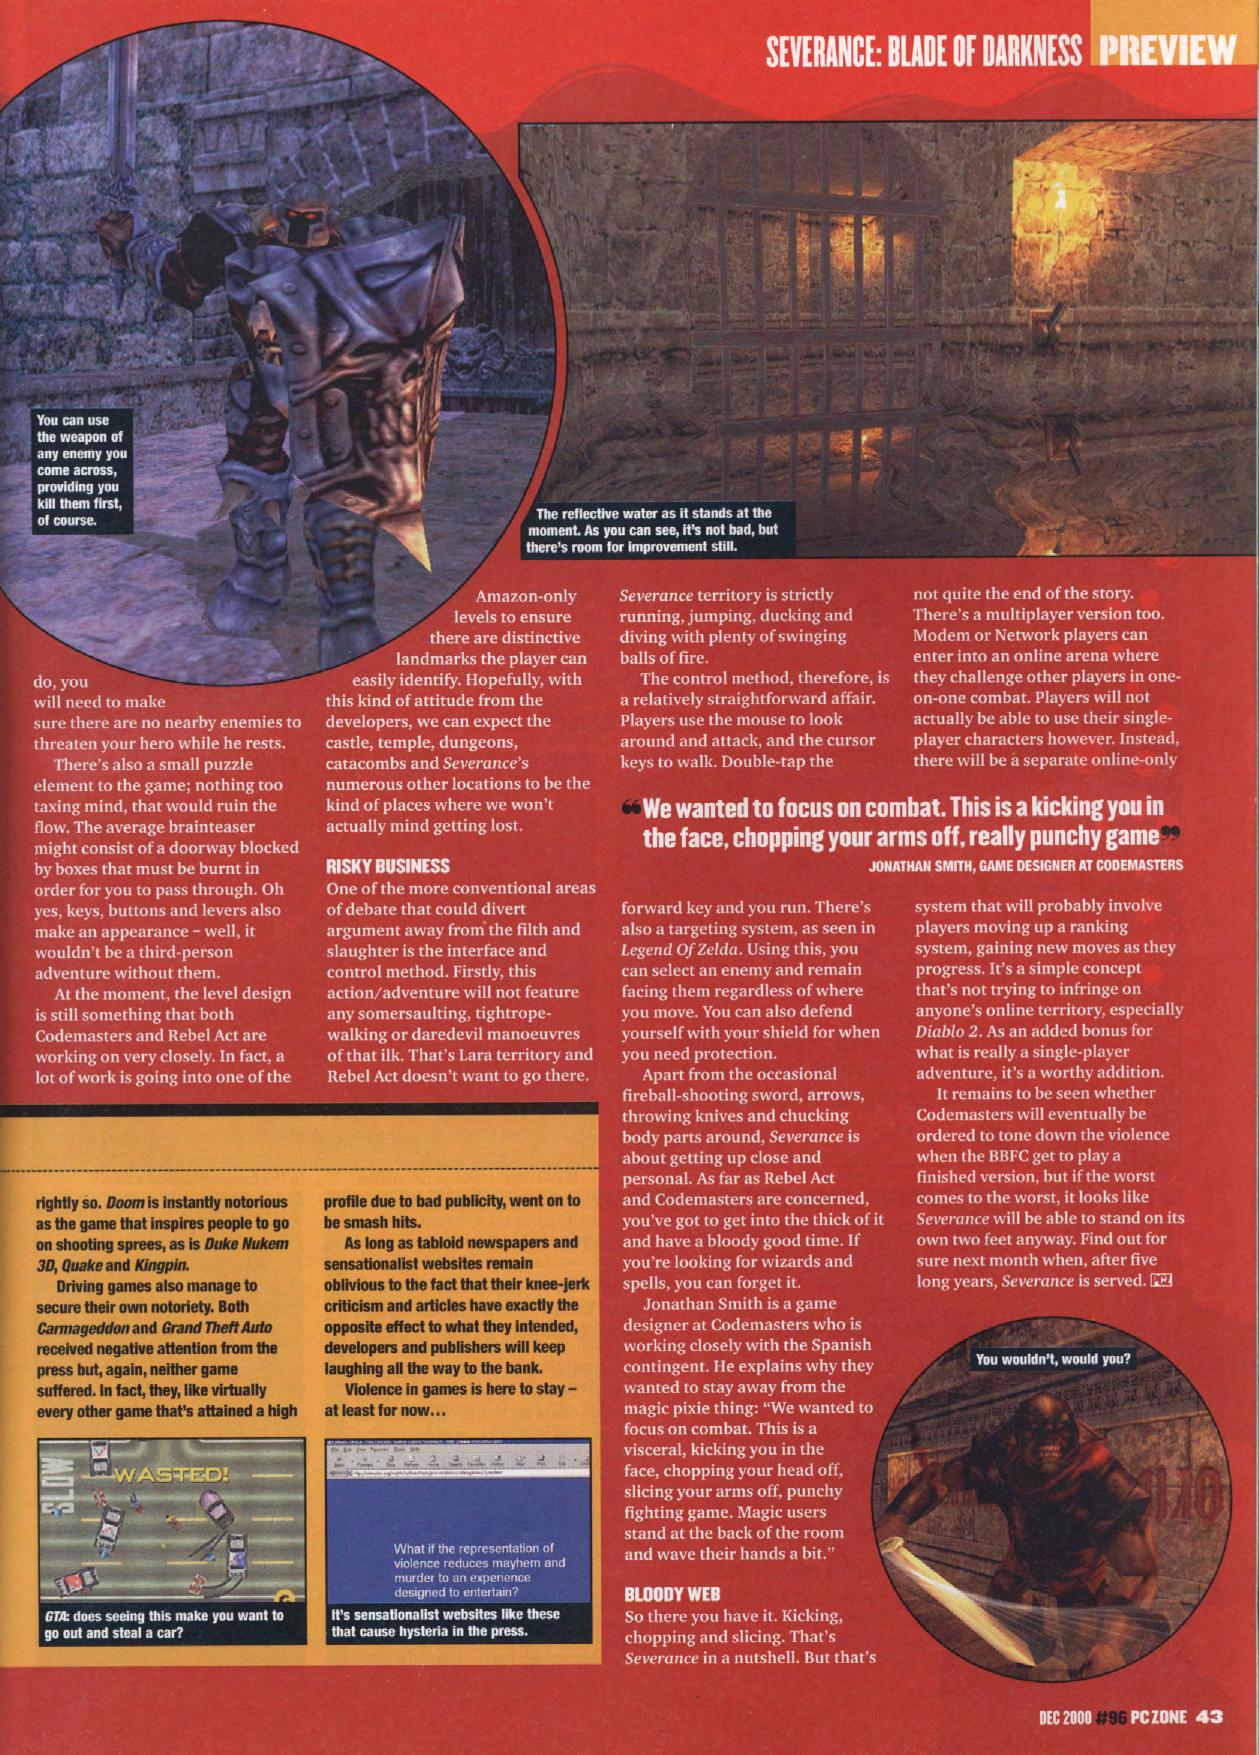 SEVERANCE: BLADE OF DARKNESS PREVIEW
You can use
the weapon of
any enemy you
come across,
providing you
kill them first,
of course.
The reflective water as it stands at the
moment. As you can see, it's not bad, but
there's room for improvement still.
do, you
will need to make
sure there are no nearby enemies to
threaten your hero while he rests.
There's also a small puzzle
element to the game; nothing too
taxing mind, that would ruin the
flow. The average brainteaser
might consist of a doorway blocked
by boxes that must be burnt in
order for you to pass through. Oh
yes, keys, buttons and levers also
make an appearance – well, it
wouldn't be a third-person
adventure without them.
At the moment, the level design
is still something that both
Codemasters and Rebel Act are
working on very closely. In fact, a
lot of work is going into one of the
Amazon-only
levels to ensure
there are distinctive
landmarks the player can
easily identify. Hopefully, with
this kind of attitude from the
developers, we can expect the
castle, temple, dungeons,
catacombs and Severance's
numerous other locations to be the
kind of places where we won't
actually mind getting lost.
RISKY BUSINESS
One of the more conventional areas
of debate that could divert
argument away from the filth and
slaughter is the interface and
control method. Firstly, this
action/adventure will not feature
any somersaulting, tightrope-
walking or daredevil manoeuvres
of that ilk. That's Lara territory and
Rebel Act doesn't want to go there.
Severance territory is strictly
running, jumping, ducking and
diving with plenty of swinging
balls of fire.
The control method, therefore, is
a relatively straightforward affair.
Players use the mouse to look
around and attack, and the cursor
keys to walk. Double-tap the
forward key and you run. There's
also a targeting system, as seen in
Legend Of Zelda. Using this, you
can select an enemy and remain
facing them regardless of where
you move. You can also defend
yourself with your shield for when
you need protection.
Apart from the occasional
fireball-shooting sword, arrows,
throwing knives and chucking
body parts around, Severance is
about getting up close and
personal. As far as Rebel Act
and Codemasters are concerned,
you've got to get into the thick of it
and have a bloody good time. If
you're looking for wizards and
spells, you can forget it.
Jonathan Smith is a game
designer at Codemasters who is
working closely with the Spanish
contingent. He explains why they
wanted to stay away from the
magic pixie thing: “We wanted to
focus on combat. This is a
visceral, kicking you in the
face, chopping your head off,
slicing your arms off, punchy
fighting game. Magic users
stand at the back of the room
and wave their hands a bit.”
BLOODY WEB
So there you have it. Kicking,
chopping and slicing. That's
Severance in a nutshell. But that's
not quite the end of the story.
There's a multiplayer version too.
Modem or Network players can
enter into an online arena where
they challenge other players in one-
on-one combat. Players will not
actually be able to use their single-
player characters however. Instead,
there will be a separate online-only
“We wanted to focus on combat. This is a kicking you in
the face, chopping your arms off, really punchy game”
JONATHAN SMITH, GAME DESIGNER AT CODEMASTERS
system that will probably involve
players moving up a ranking
system, gaining new moves as they
progress. It's a simple concept
that's not trying to infringe on
anyone's online territory, especially
Diablo 2. As an added bonus for
what is really a single-player
adventure, it's a worthy addition.
It remains to be seen whether
Codemasters will eventually be
ordered to tone down the violence
when the BBFC get to play a
finished version, but if the worst
comes to the worst, it looks like
Severance will be able to stand on its
own two feet anyway. Find out for
sure next month when, after five
long years, Severance is served. PCZ
You wouldn't, would you?
rightly so. Doom is instantly notorious
as the game that inspires people to go
on shooting sprees, as is Duke Nukem
3D, Quake and Kingpin.
Driving games also manage to
secure their own notoriety. Both
Carmageddon and Grand Theft Auto
received negative attention from the
press but, again, neither game
suffered. In fact, they, like virtually
every other game that's attained a high
profile due to bad publicity, went on to
be smash hits.
As long as tabloid newspapers and
sensationalist websites remain
oblivious to the fact that their knee-jerk
criticism and articles have exactly the
opposite effect to what they intended,
developers and publishers will keep
laughing all the way to the bank.
Violence in games is here to stay –
at least for now...
SLOW
WASTED!
GTA: does seeing this make you want to
go out and steal a car?
What if the representation of
violence reduces mayhem and
murder to an experience
designed to entertain?
It's sensationalist websites like these
that cause hysteria in the press.
DEC 2000 #96 PC ZONE 43